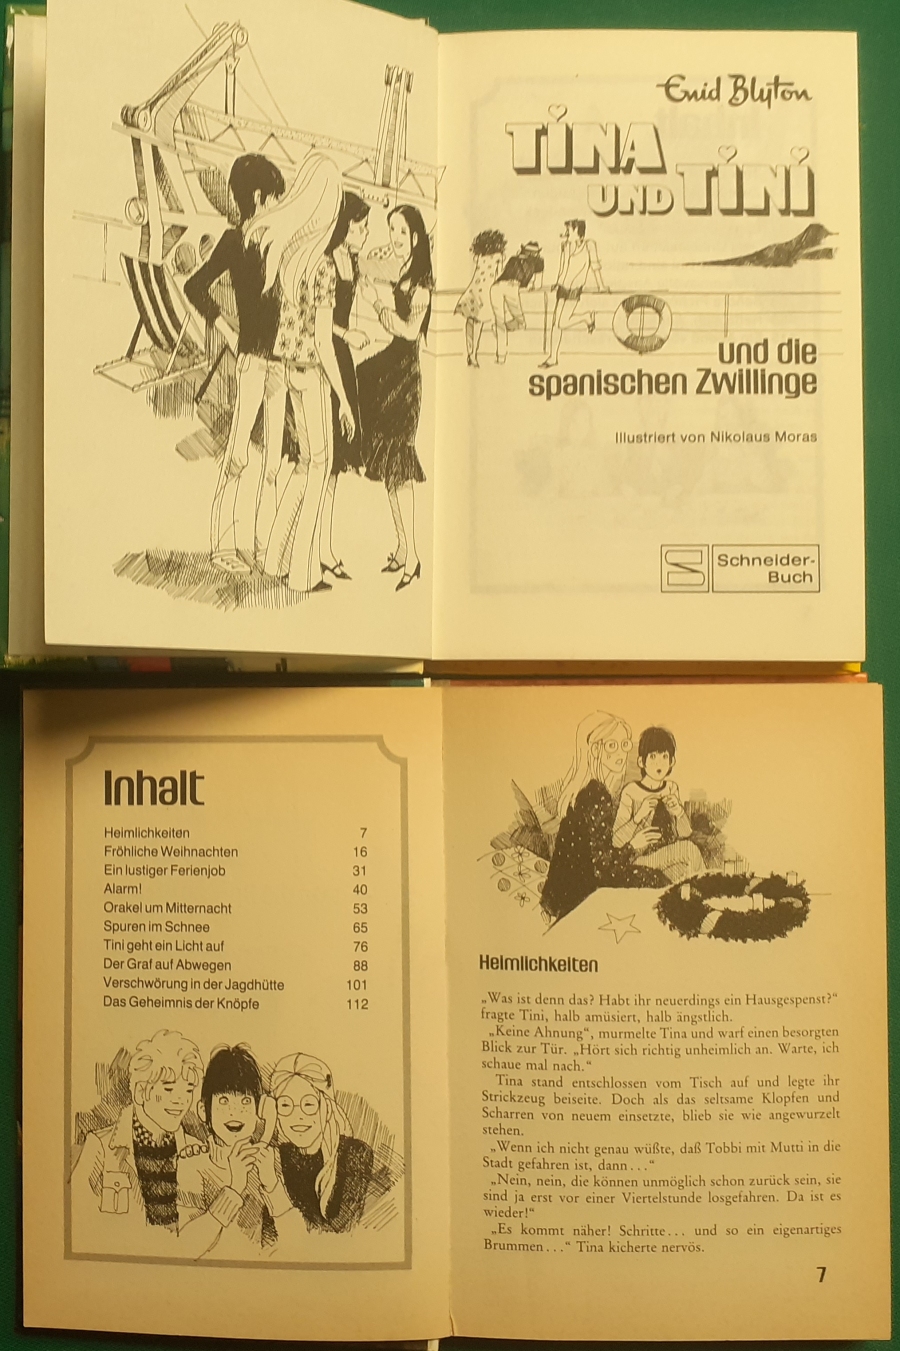 Enid Blyton
TINA
UND TINI
und die
spanischen Zwillinge
Illustriert von Nikolaus Moras
Schneider-
Buch
Inhalt
Heimlichkeiten 7
Fröhliche Weihnachten 16
Ein lustiger Ferienjob 31
Alarm! 40
Orakel um Mitternacht 53
Spuren im Schnee 65
Tini geht ein Licht auf 76
Der Graf auf Abwegen 88
Verschwörung in der Jagdhütte 101
Das Geheimnis der Knöpfe 112
Heimlichkeiten
„Was ist denn das? Habt ihr neuerdings ein Hausgespenst?“
fragte Tini, halb amüsiert, halb ängstlich.
„Keine Ahnung“, murmelte Tina und warf einen besorgten
Blick zur Tür. „Hört sich richtig unheimlich an. Warte, ich
schaue mal nach.“
Tina stand entschlossen vom Tisch auf und legte ihr
Strickzeug beiseite. Doch als das seltsame Klopfen und
Scharren von neuem einsetzte, blieb sie wie angewurzelt
stehen.
„Wenn ich nicht genau wüßte, daß Tobbi mit Mutti in die
Stadt gefahren ist, dann...“
„Nein, nein, die können unmöglich schon zurück sein, sie
sind ja erst vor einer Viertelstunde losgefahren. Da ist es
wieder!“
„Es kommt näher! Schritte... und so ein eigenartiges
Brummen...“ Tina kicherte nervös.
7